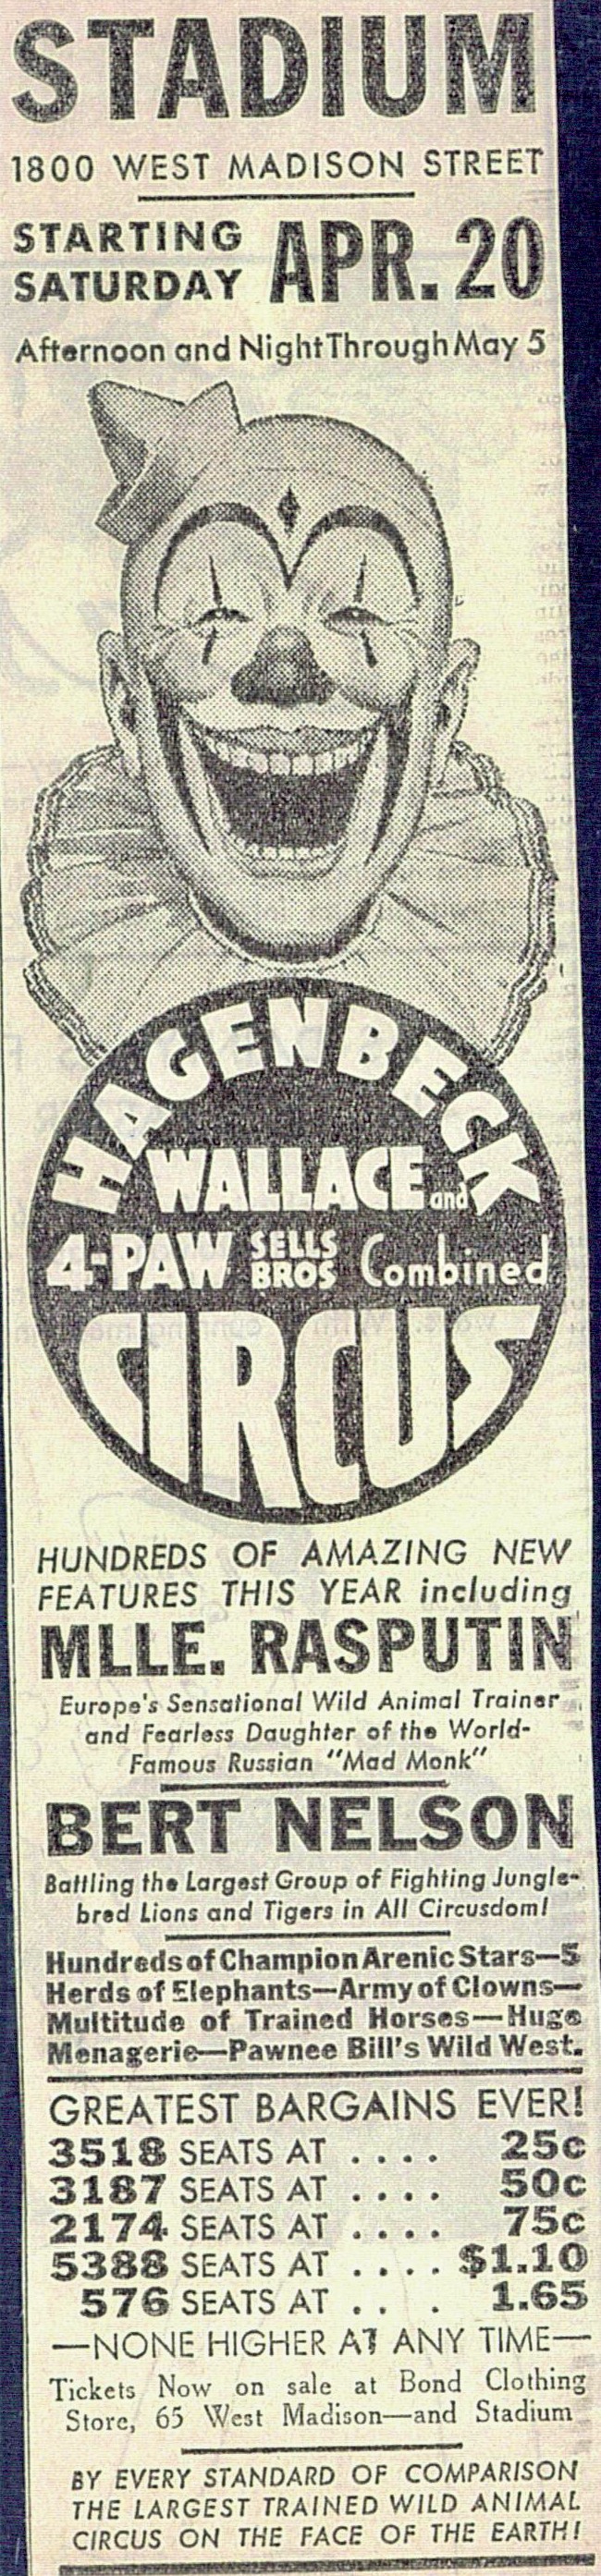 STADIUM
1800 WEST MADISON STREET
STARTING
SATURDAY APR. 20
Afternoon and Night Through May 5
HAGENBECK
WALLACE and
4-PAW SELLS BROS Combined
CIRCUS
HUNDREDS OF AMAZING NEW
FEATURES THIS YEAR including
MLLE. RASPUTIN
Europe's Sensational Wild Animal Trainer
and Fearless Daughter of the World-
Famous Russian "Mad Monk"
BERT NELSON
Battling the Largest Group of Fighting Jungle-
bred Lions and Tigers in All Circusdom!
Hundreds of Champion Arenic Stars—5
Herds of Elephants—Army of Clowns—
Multitude of Trained Horses—Huge
Menagerie—Pawnee Bill's Wild West.
GREATEST BARGAINS EVER!
3518 SEATS AT .... 25c
3187 SEATS AT .... 50c
2174 SEATS AT .... 75c
5388 SEATS AT .... $1.10
576 SEATS AT .. . 1.65
—NONE HIGHER AT ANY TIME—
Tickets Now on sale at Bond Clothing
Store, 65 West Madison—and Stadium
BY EVERY STANDARD OF COMPARISON
THE LARGEST TRAINED WILD ANIMAL
CIRCUS ON THE FACE OF THE EARTH!